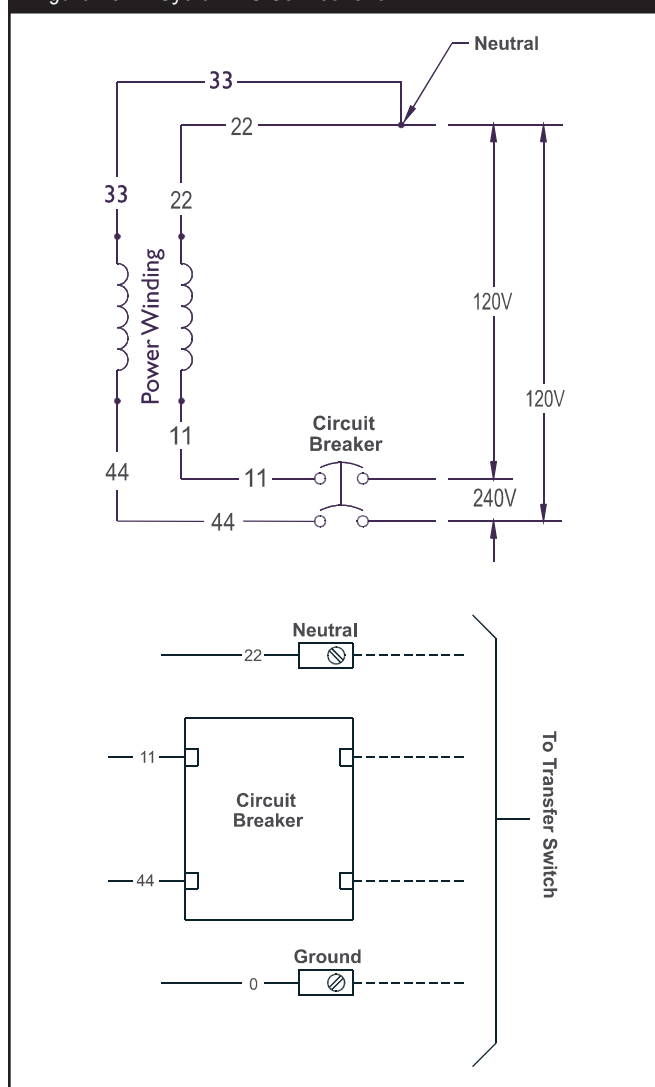 Neutral
33
22
33
22
Power Winding
120V
120V
Circuit
Breaker
11
44
11
240V
44
Neutral
22
11
Circuit
Breaker
To Transfer Switch
44
Ground
0